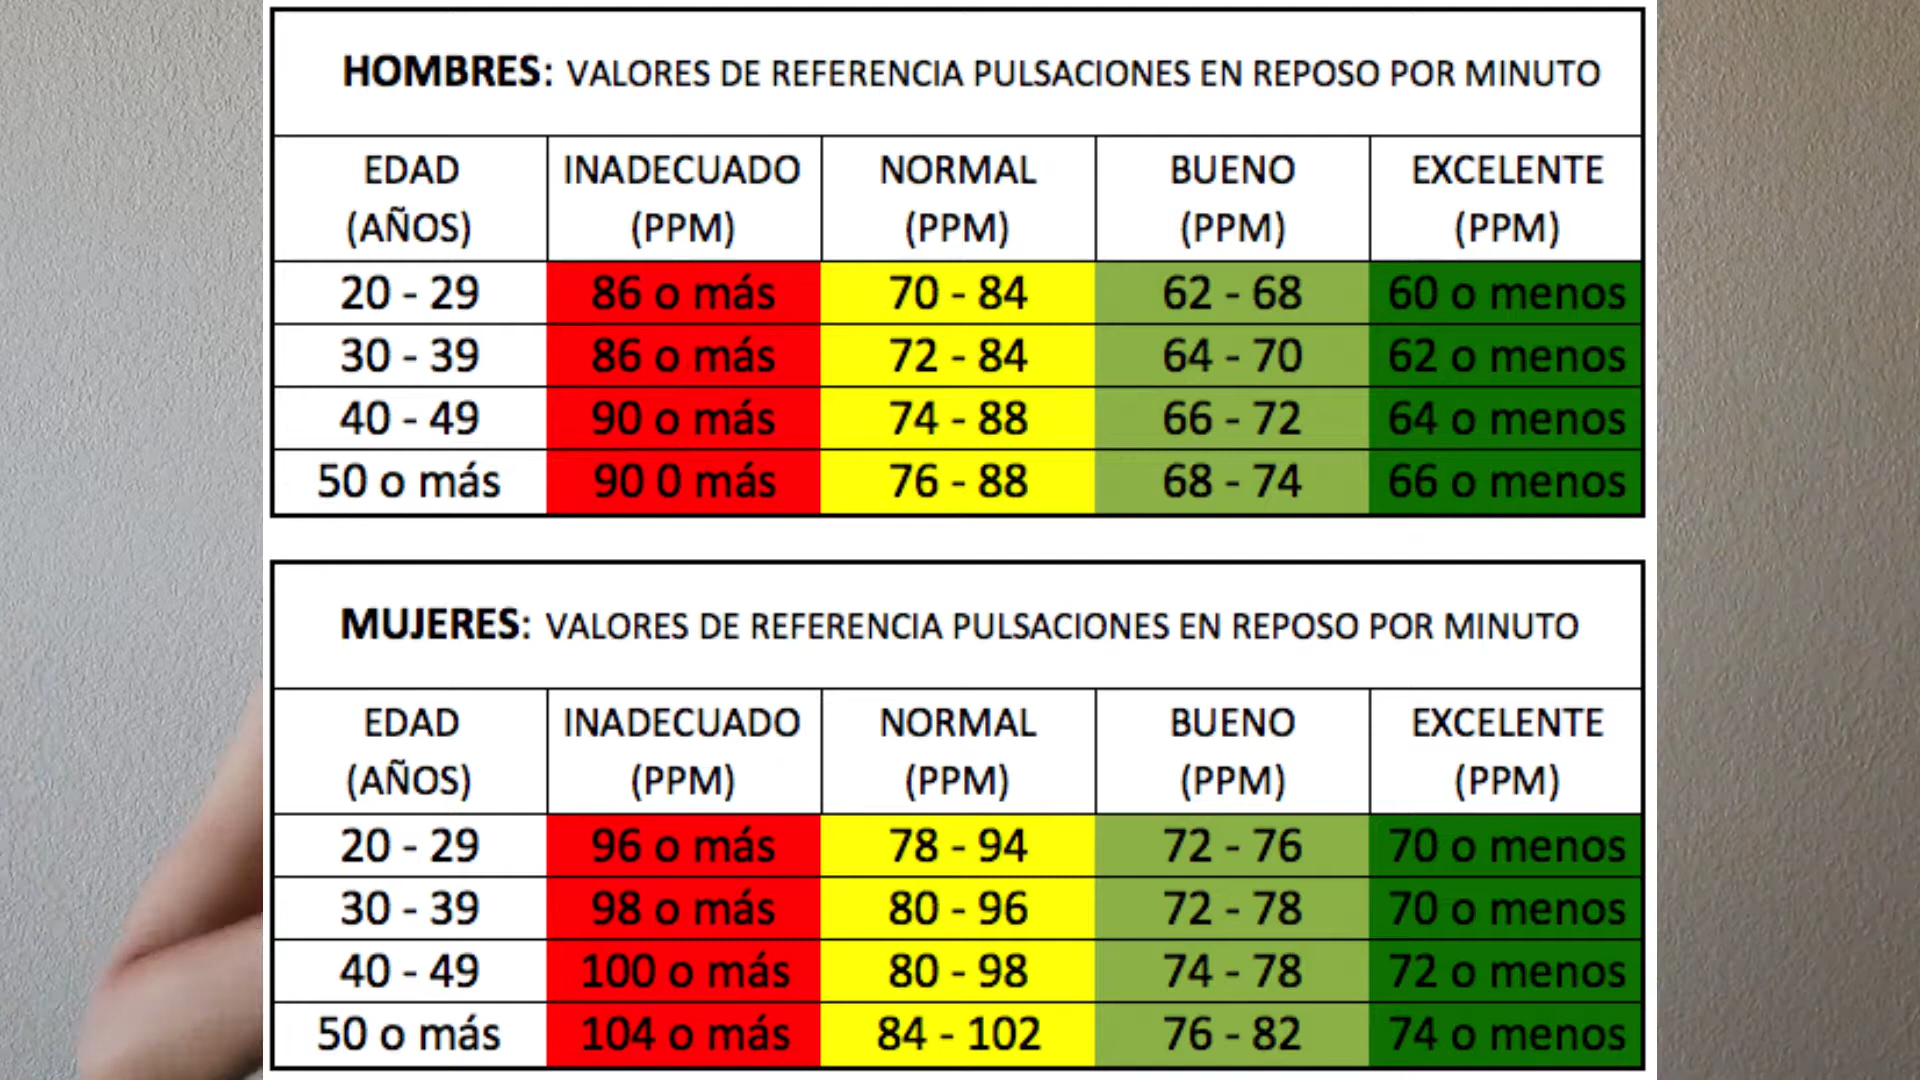 HOMBRES: VALORES DE REFERENCIA PULSACIONES EN REPOSO POR MINUTO
EDAD (AÑOS) INADECUADO (PPM) NORMAL (PPM) BUENO (PPM) EXCELENTE (PPM)
20 - 29 86 o más 70 - 84 62 - 68 60 o menos
30 - 39 86 o más 72 - 84 64 - 70 62 o menos
40 - 49 90 o más 74 - 88 66 - 72 64 o menos
50 o más 90 0 más 76 - 88 68 - 74 66 o menos
MUJERES: VALORES DE REFERENCIA PULSACIONES EN REPOSO POR MINUTO
EDAD (AÑOS) INADECUADO (PPM) NORMAL (PPM) BUENO (PPM) EXCELENTE (PPM)
20 - 29 96 o más 78 - 94 72 - 76 70 o menos
30 - 39 98 o más 80 - 96 72 - 78 70 o menos
40 - 49 100 o más 80 - 98 74 - 78 72 o menos
50 o más 104 o más 84 - 102 76 - 82 74 o menos